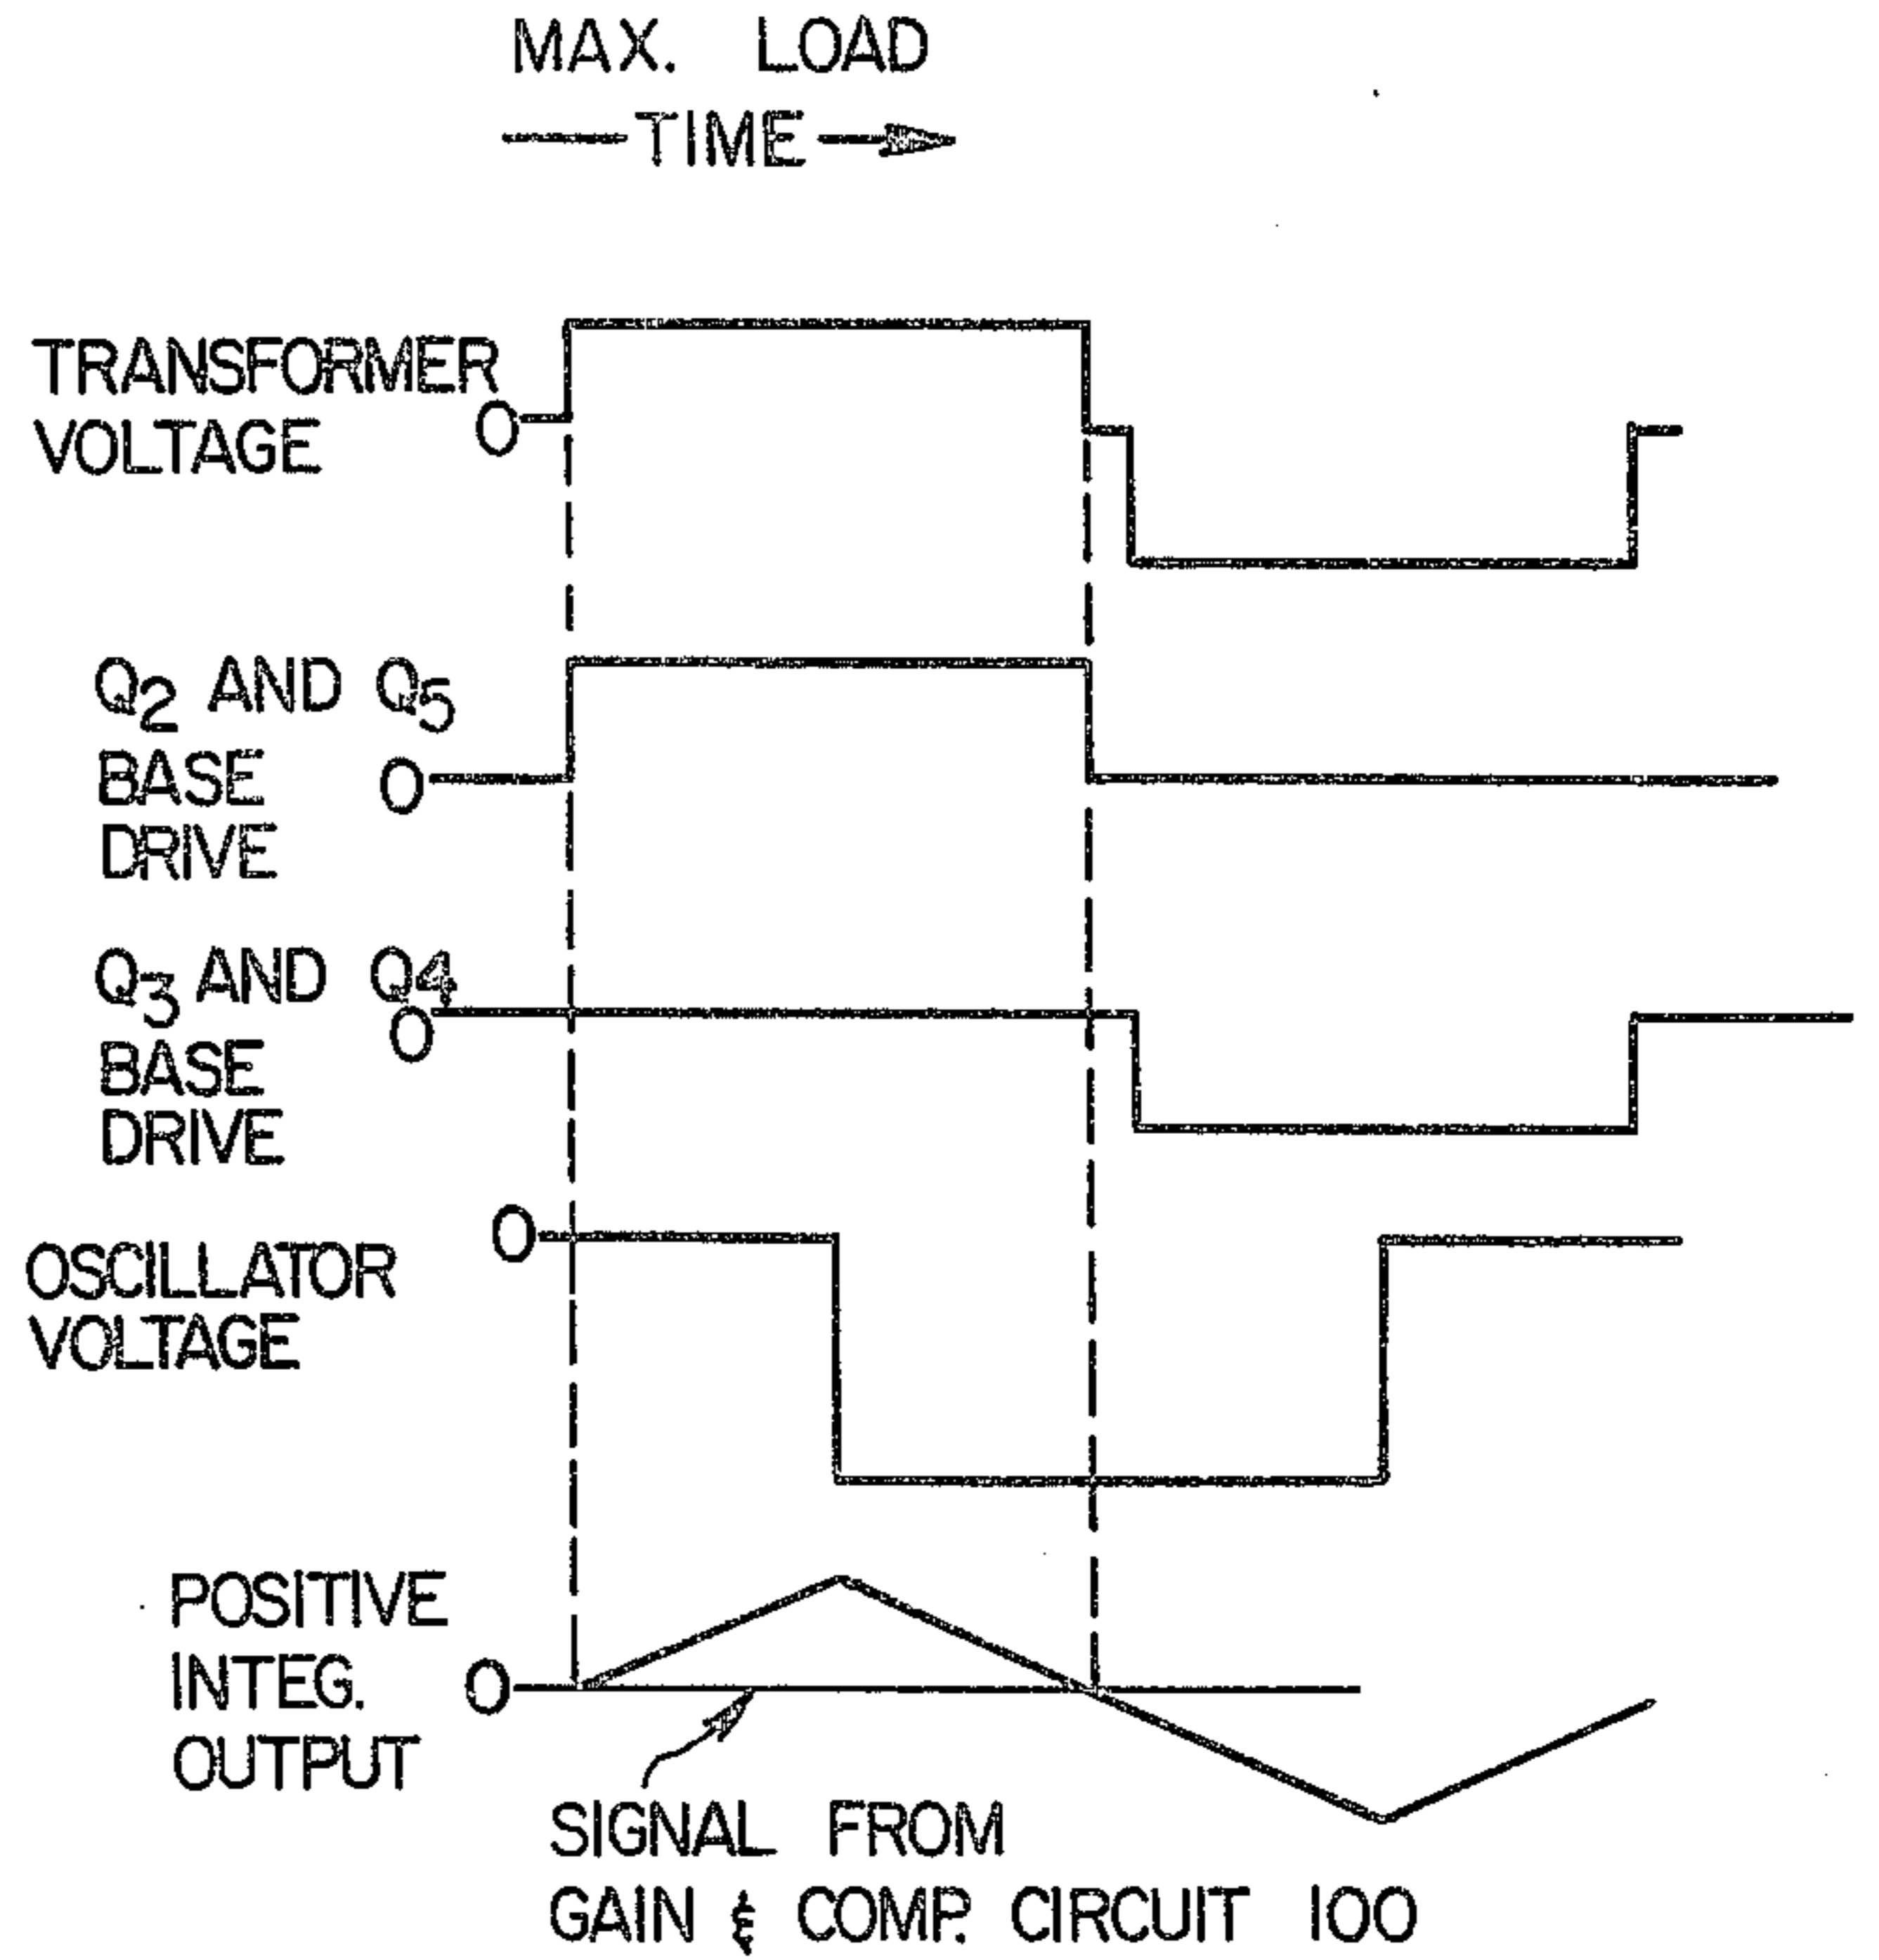 MAX. LOAD
TIME
TRANSFORMER
VOLTAGE
0
Q2 AND Q5
BASE
DRIVE
0
Q3 AND Q4
BASE
DRIVE
0
OSCILLATOR
VOLTAGE
0
POSITIVE
INTEG.
OUTPUT
0
SIGNAL FROM
GAIN & COMP. CIRCUIT 100